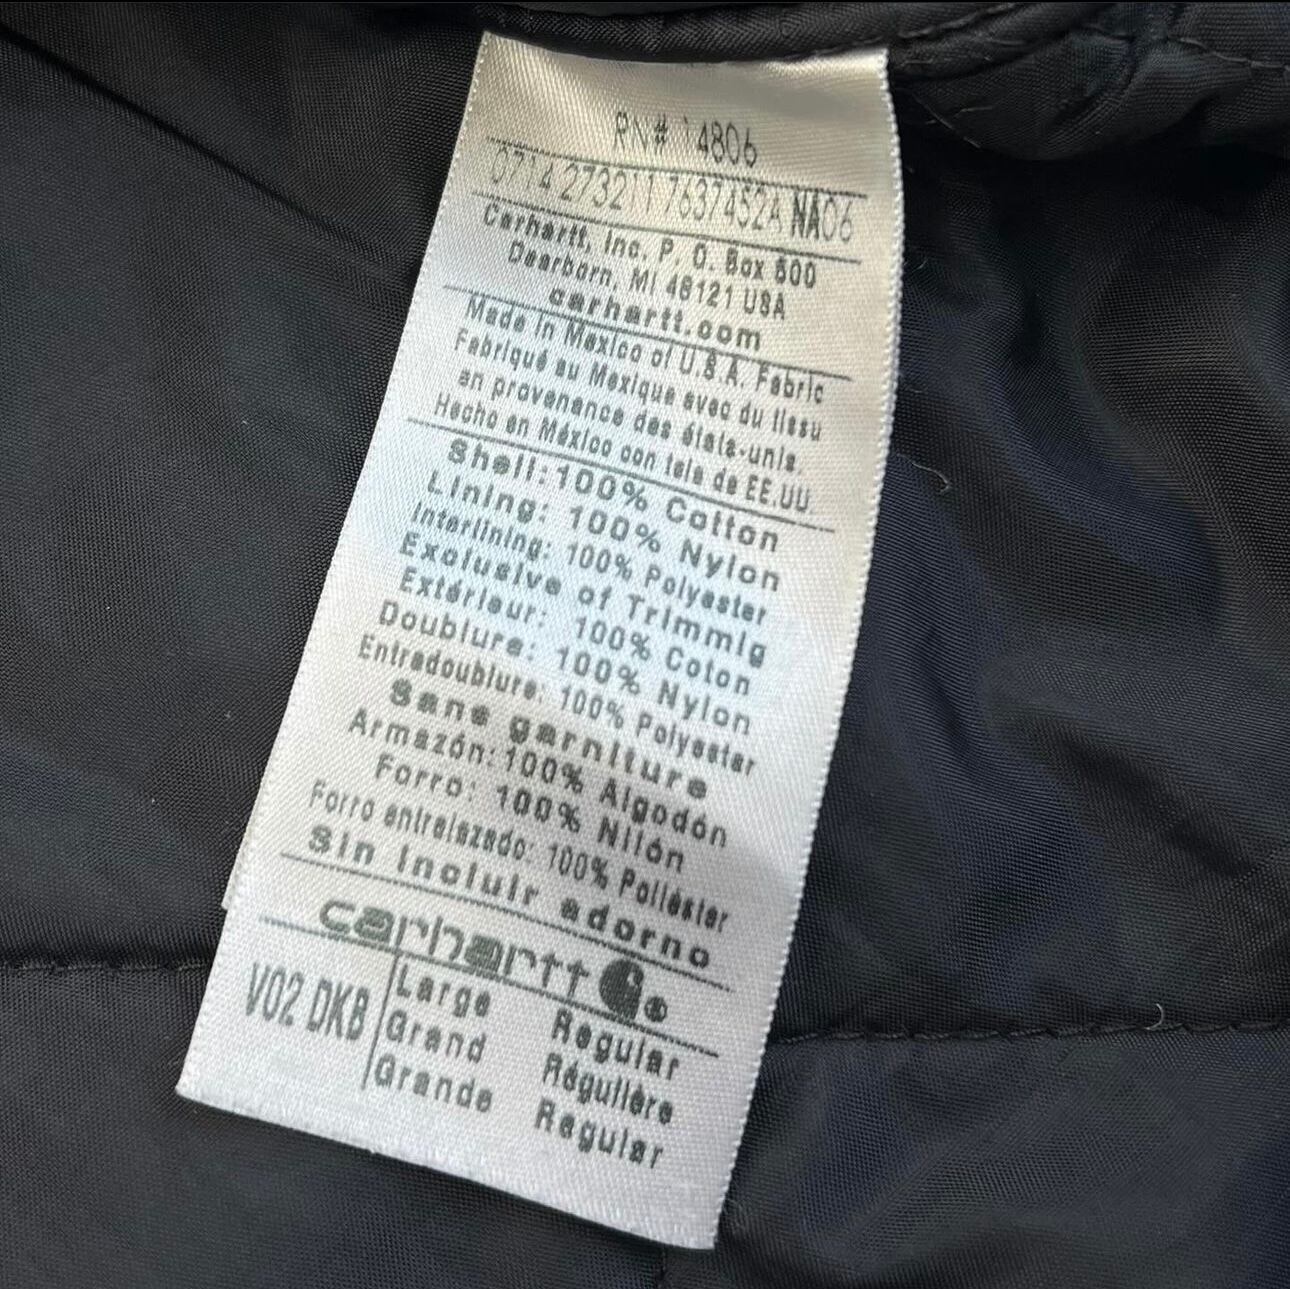 RN# 14806
0714 273211 7637452A NA06
Carhartt, Inc. P. O. Box 600
Dearborn, MI 48121 USA
carhartt.com
Made in Mexico of U.S.A. Fabric
Fabriqué au Mexique avec du tissu
en provenance des états-unis.
Hecho en México con tela de EE.UU.
Shell: 100% Cotton
Lining: 100% Nylon
Interlining: 100% Polyester
Exclusive of Trimmig
Extérieur: 100% Coton
Doublure: 100% Nylon
Entredoublure: 100% Polyester
Sans garniture
Armazón: 100% Algodón
Forro: 100% Nilón
Forro entrelazado: 100% Poliéster
Sin incluir adorno
carhartt ®
V02 DKB
Large Regular
Grand Régulière
Grande Regular